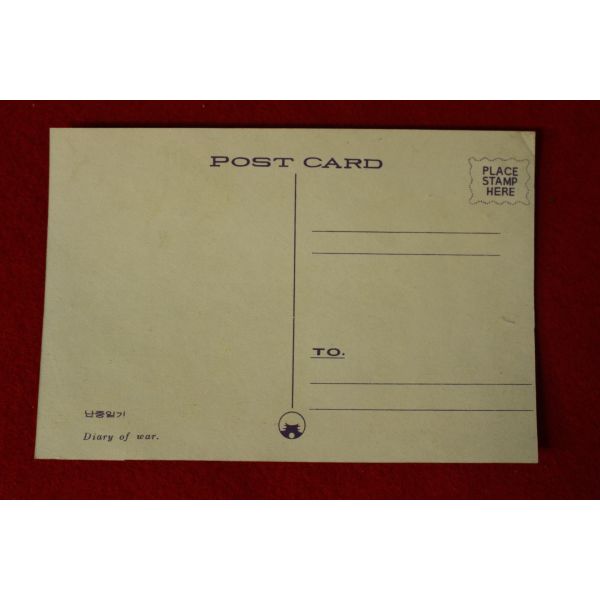 POST CARD
PLACE
STAMP
HERE
TO.
난중일기
Diary of war.